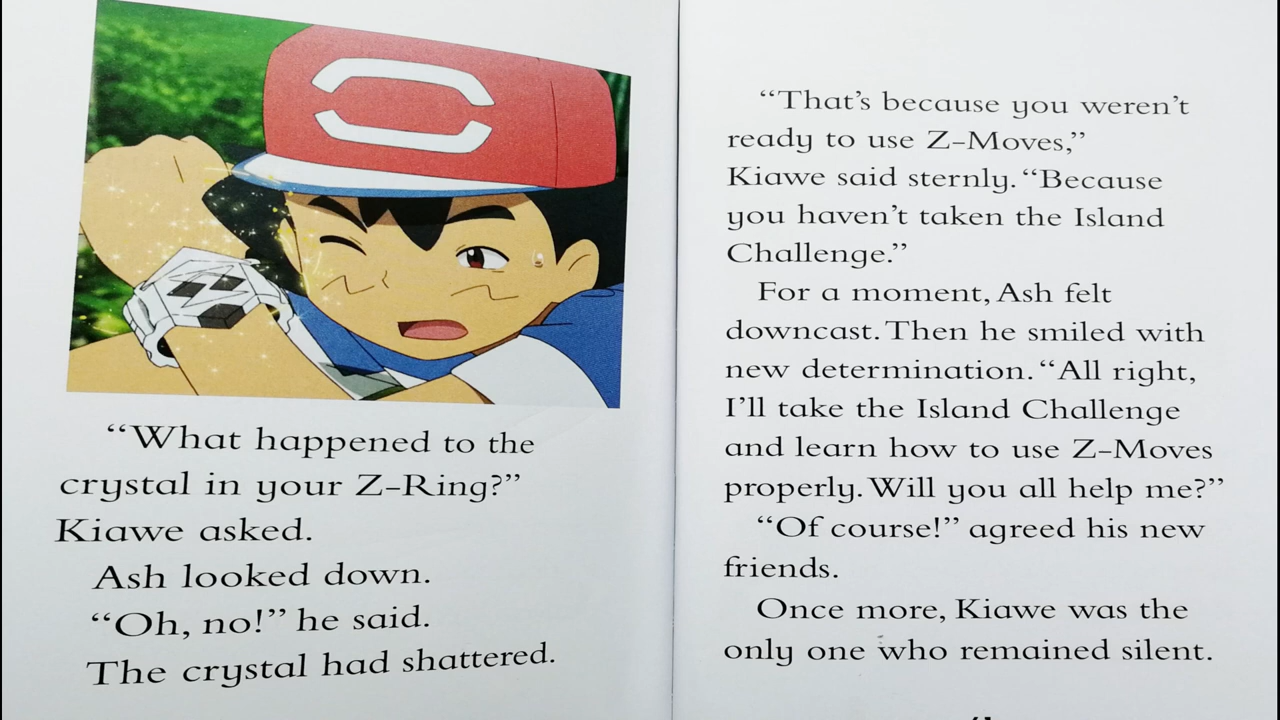 “What happened to the
crystal in your Z-Ring?”
Kiawe asked.
Ash looked down.
“Oh, no!” he said.
The crystal had shattered.
“That’s because you weren’t
ready to use Z-Moves,”
Kiawe said sternly. “Because
you haven’t taken the Island
Challenge.”
For a moment, Ash felt
downcast. Then he smiled with
new determination. “All right,
I’ll take the Island Challenge
and learn how to use Z-Moves
properly. Will you all help me?”
“Of course!” agreed his new
friends.
Once more, Kiawe was the
only one who remained silent.